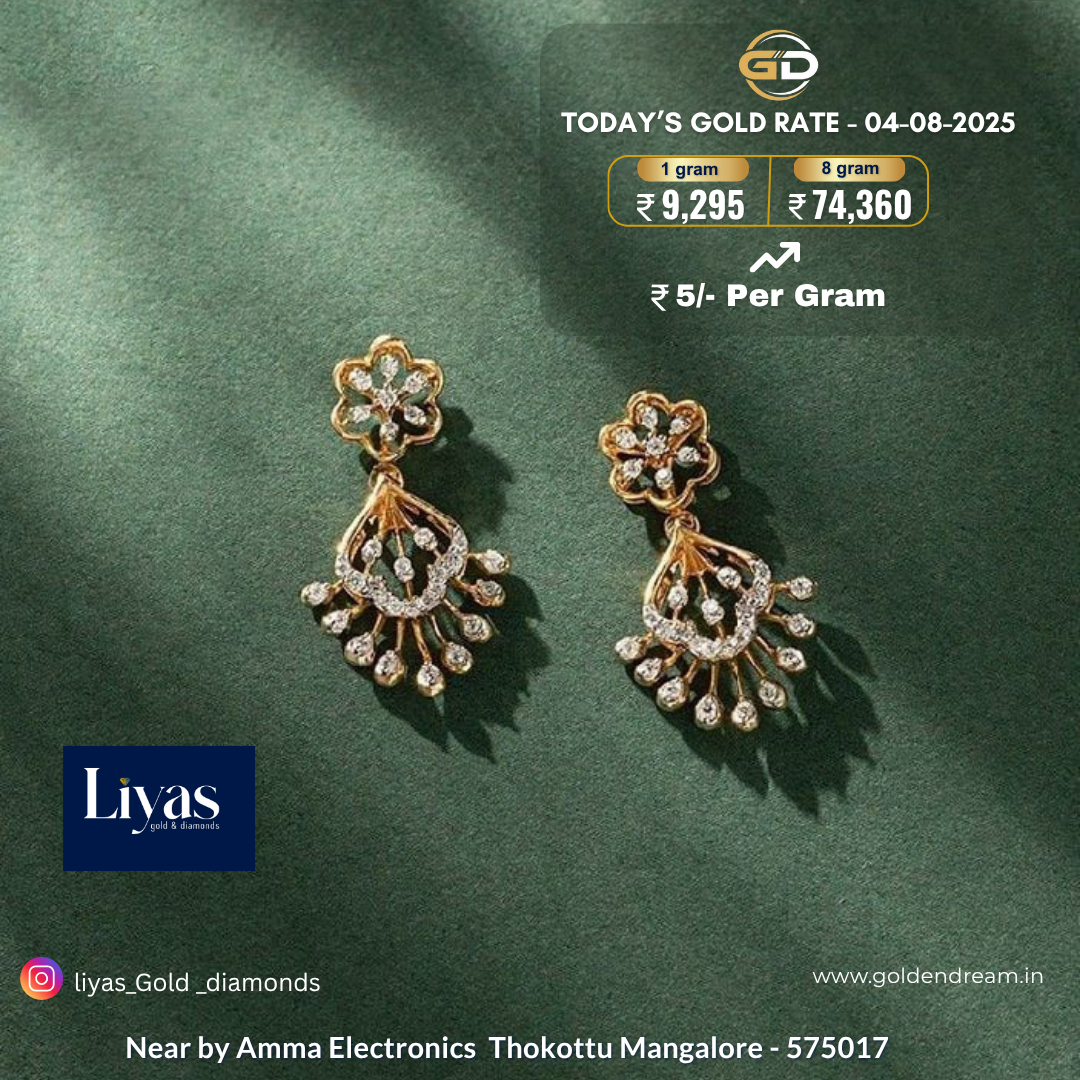 GD
TODAY'S GOLD RATE - 04-08-2025
1 gram
8 gram
₹ 9,295
₹ 74,360
₹ 5/- Per Gram
Liyas
gold & diamonds
liyas_Gold _diamonds
www.goldendream.in
Near by Amma Electronics Thokottu Mangalore - 575017